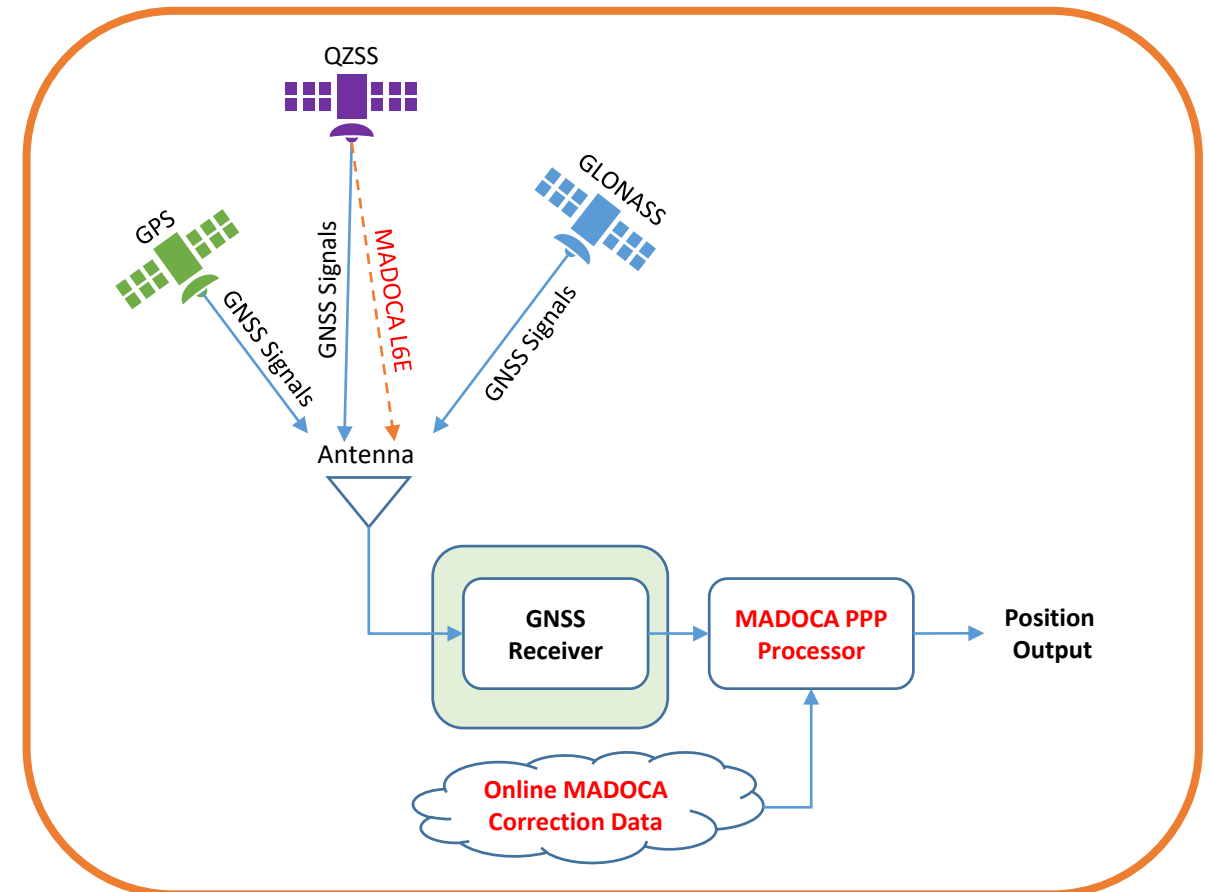 QZSS
GLONASS
GPS
GNSS Signals
GNSS Signals
MADOCA L6E
GNSS Signals
Antenna
GNSS
Receiver
MADOCA PPP
Processor
Position
Output
Online MADOCA
Correction Data